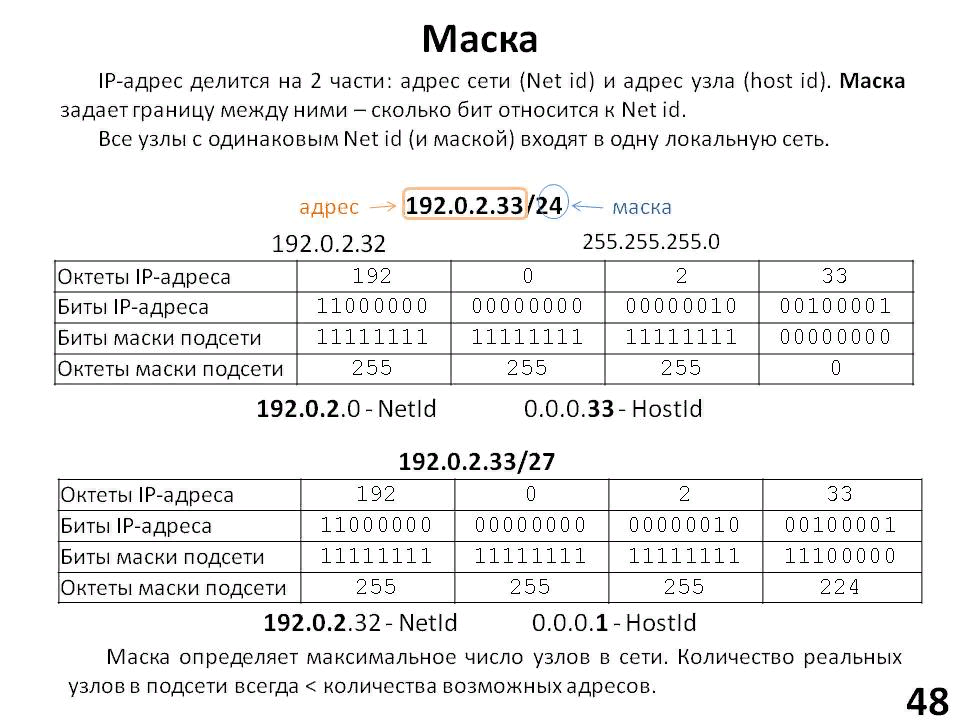 Маска
IP-адрес делится на 2 части: адрес сети (Net id) и адрес узла (host id). Маска
задает границу между ними – сколько бит относится к Net id.
Все узлы с одинаковым Net id (и маской) входят в одну локальную сеть.
адрес 192.0.2.33/24 маска
192.0.2.32 255.255.255.0
Октеты IP-адреса 192 0 2 33
Биты IP-адреса 11000000 00000000 00000010 00100001
Биты маски подсети 11111111 11111111 11111111 00000000
Октеты маски подсети 255 255 255 0
192.0.2.0 - NetId 0.0.0.33 - HostId
192.0.2.33/27
Октеты IP-адреса 192 0 2 33
Биты IP-адреса 11000000 00000000 00000010 00100001
Биты маски подсети 11111111 11111111 11111111 11100000
Октеты маски подсети 255 255 255 224
192.0.2.32 - NetId 0.0.0.1 - HostId
Маска определяет максимальное число узлов в сети. Количество реальных
узлов в подсети всегда < количества возможных адресов.
48